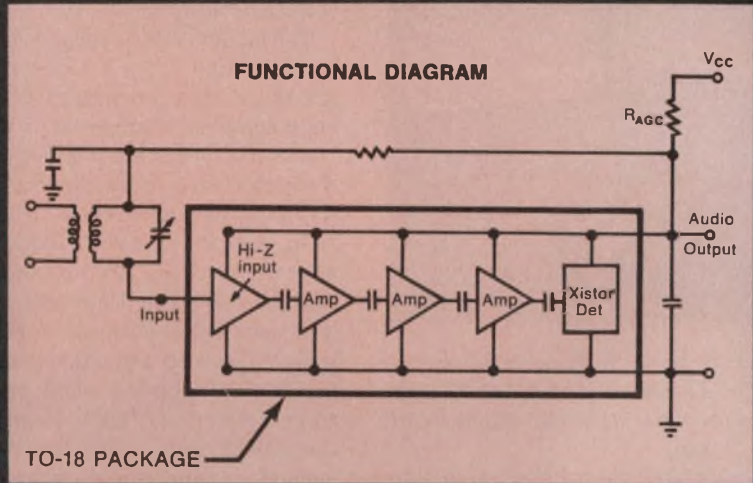 FUNCTIONAL DIAGRAM
Vcc
RAGC
Audio
Output
Hi-Z
input
Input
Amp
Amp
Amp
Xistor
Det
TO-18 PACKAGE